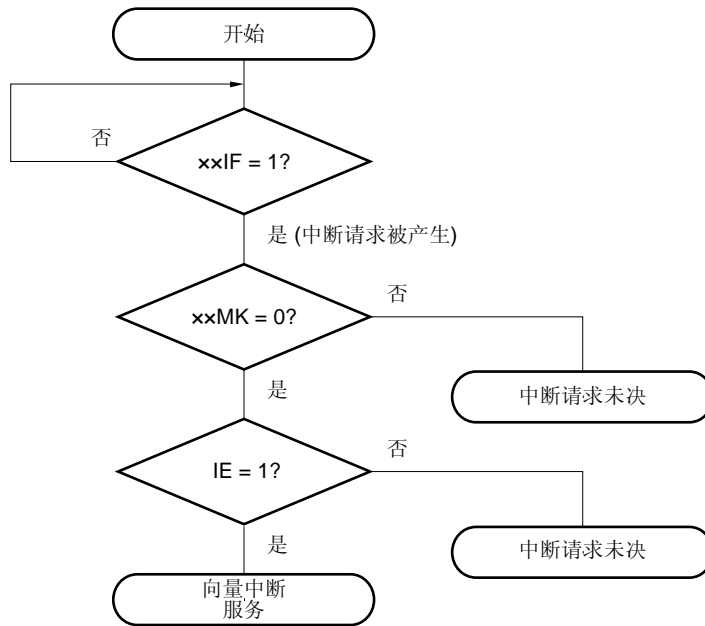 开始
否
××IF = 1?
是 (中断请求被产生)
否
××MK = 0?
中断请求未决
是
否
IE = 1?
中断请求未决
是
向量中断
服务